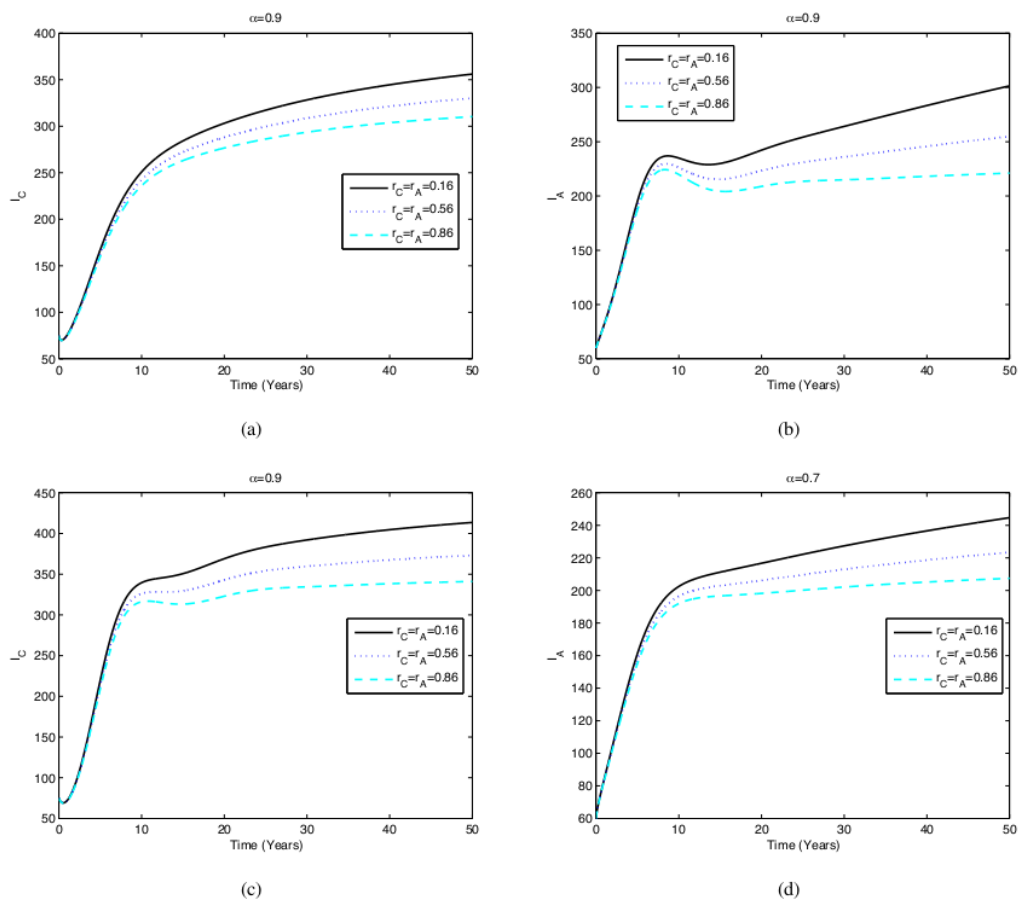 α=0.9
400
350
300
250
200
150
100
50
I_C
r_C=r_A=0.16
r_C=r_A=0.56
r_C=r_A=0.86
0 10 20 30 40 50
Time (Years)
(a)
α=0.9
350
300
250
200
150
100
50
I_A
r_C=r_A=0.16
r_C=r_A=0.56
r_C=r_A=0.86
0 10 20 30 40 50
Time (Years)
(b)
α=0.9
450
400
350
300
250
200
150
100
50
I_C
r_C=r_A=0.16
r_C=r_A=0.56
r_C=r_A=0.86
0 10 20 30 40 50
Time (Years)
(c)
α=0.7
260
240
220
200
180
160
140
120
100
80
60
I_A
r_C=r_A=0.16
r_C=r_A=0.56
r_C=r_A=0.86
0 10 20 30 40 50
Time (Years)
(d)